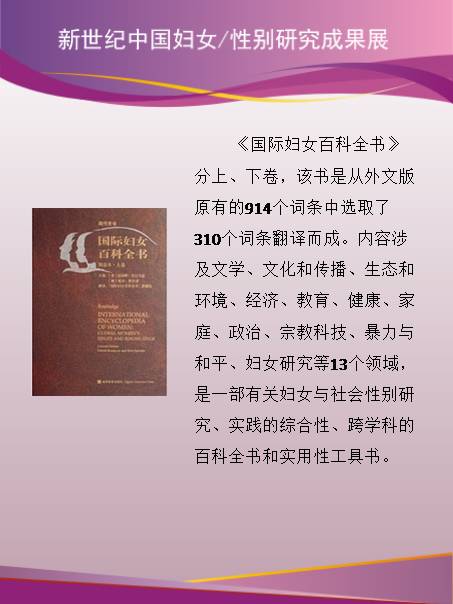 新世纪中国妇女/性别研究成果展
《国际妇女百科全书》
分上、下卷，该书是从外文版
原有的914个词条中选取了
310个词条翻译而成。内容涉
及文学、文化和传播、生态和
环境、经济、教育、健康、家
庭、政治、宗教科技、暴力与
和平、妇女研究等13个领域，
是一部有关妇女与社会性别研
究、实践的综合性、跨学科的
百科全书和实用性工具书。
国际妇女
百科全书
Routledge
INTERNATIONAL
ENCYCLOPEDIA
OF WOMEN:
GLOBAL WOMEN'S
ISSUES AND KNOWLEDGE